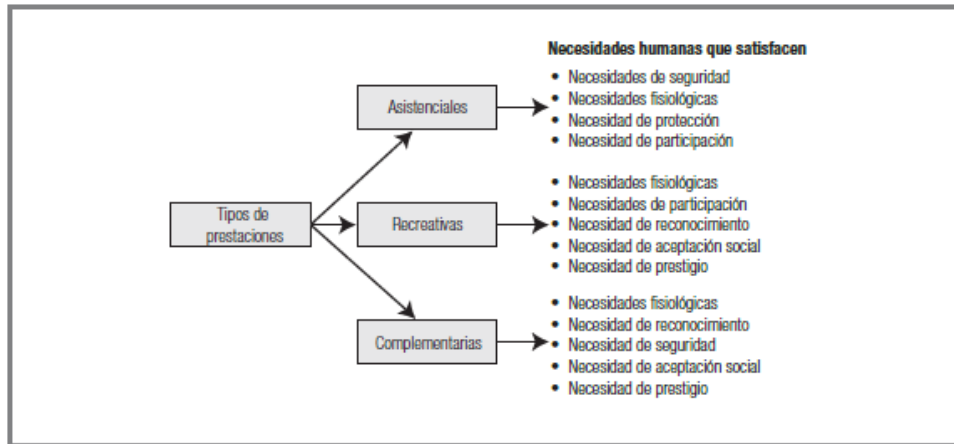 Necesidades humanas que satisfacen
• Necesidades de seguridad
• Necesidades fisiológicas
• Necesidad de protección
• Necesidad de participación
Asistenciales
Tipos de
prestaciones
Recreativas
• Necesidades fisiológicas
• Necesidades de participación
• Necesidad de reconocimiento
• Necesidad de aceptación social
• Necesidad de prestigio
Complementarias
• Necesidades fisiológicas
• Necesidad de reconocimiento
• Necesidad de seguridad
• Necesidad de aceptación social
• Necesidad de prestigio